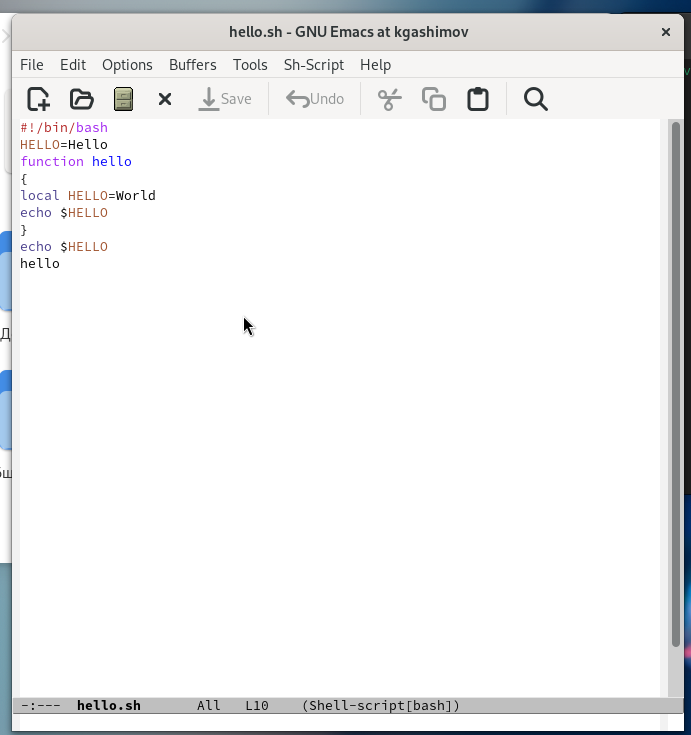 hello.sh - GNU Emacs at kgashimov
File Edit Options Buffers Tools Sh-Script Help
Save Undo
#!/bin/bash
HELLO=Hello
function hello
{
local HELLO=World
echo $HELLO
}
echo $HELLO
hello
-:--- hello.sh All L10 (Shell-script[bash])